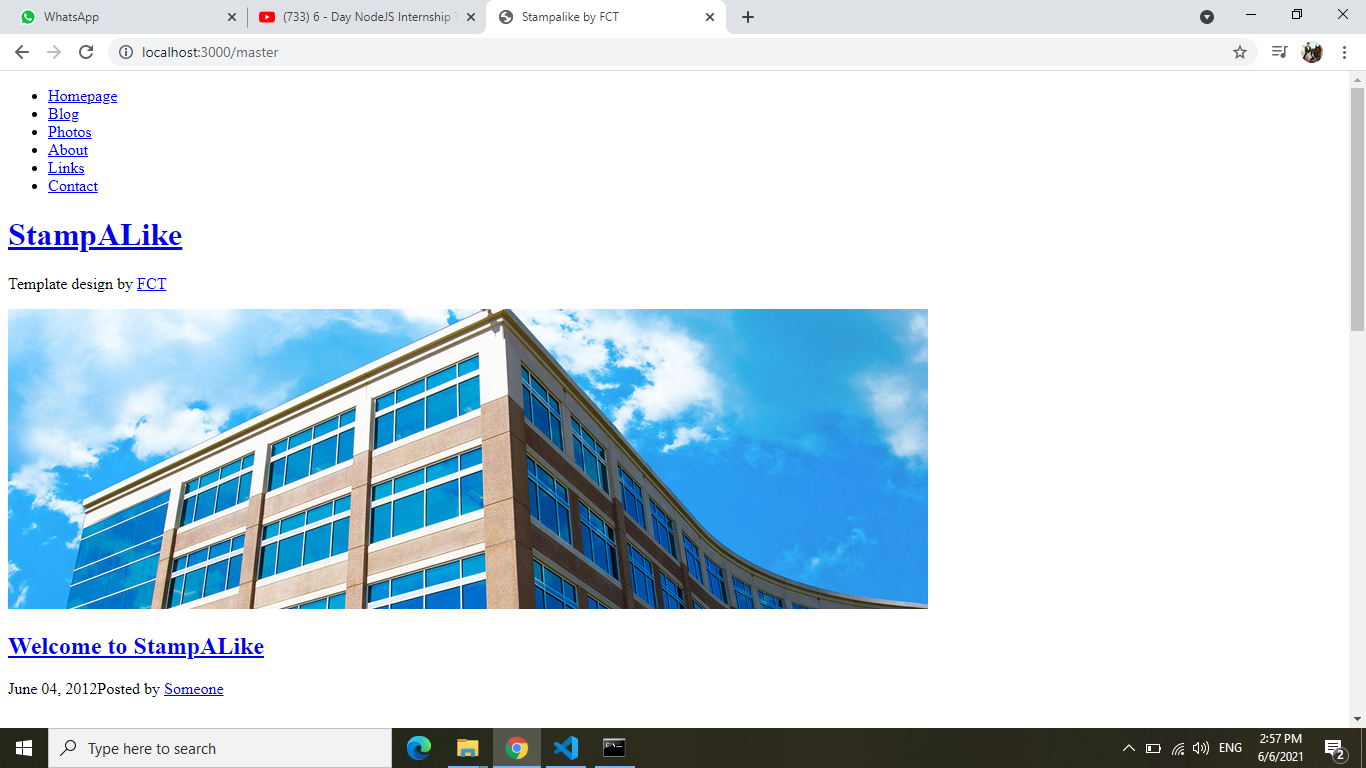 WhatsApp
(733) 6 - Day NodeJS Internship
Stampalike by FCT
localhost:3000/master
Homepage
Blog
Photos
About
Links
Contact
StampALike
Template design by FCT
Welcome to StampALike
June 04, 2012Posted by Someone
Type here to search
ENG
2:57 PM
6/6/2021
2